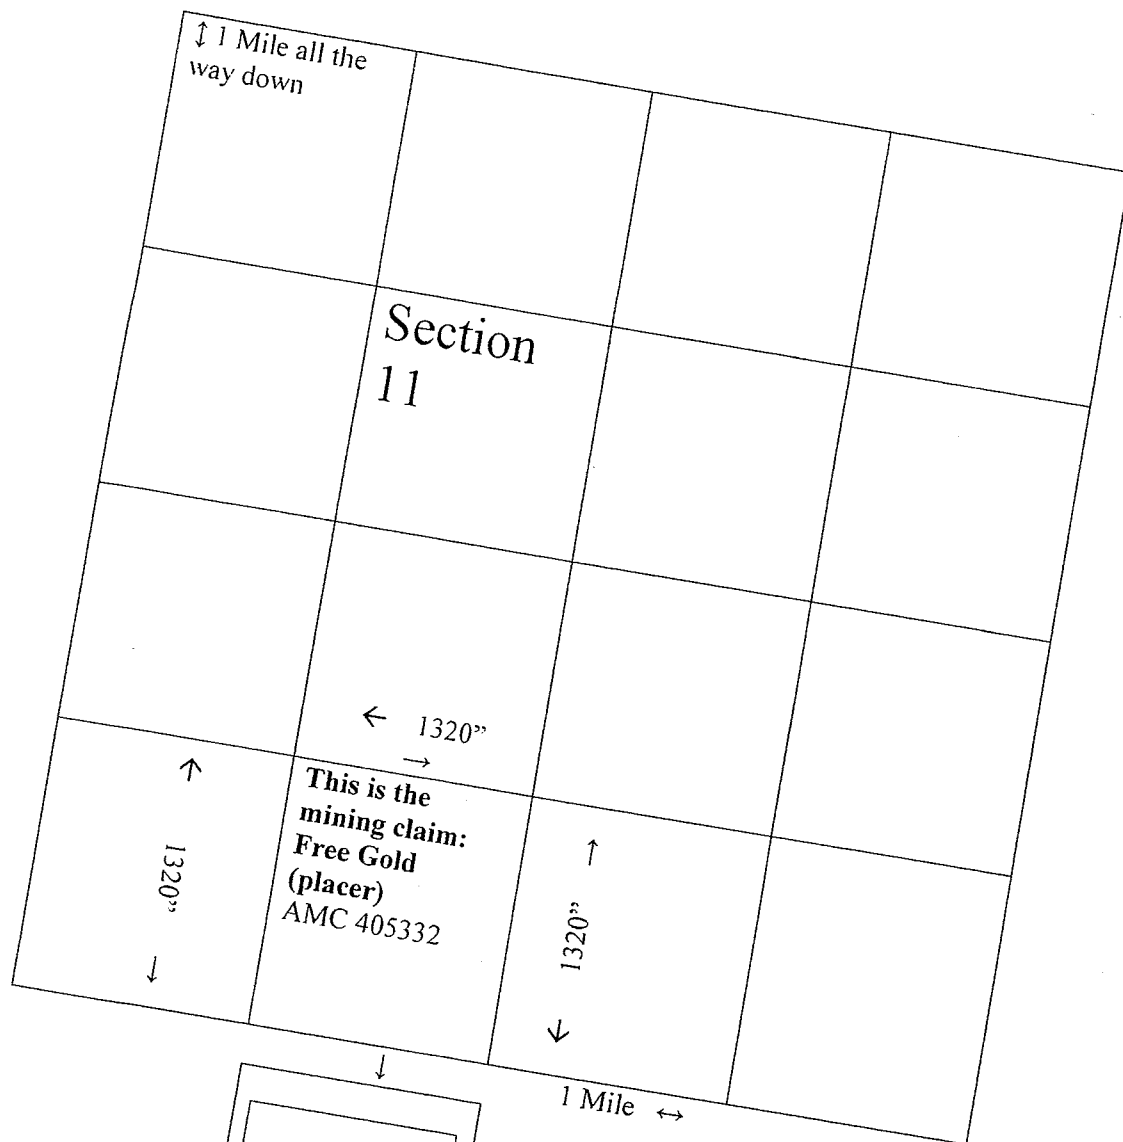 ↕ 1 Mile all the
way down
Section
11
← 1320”
→
This is the
mining claim:
Free Gold
(placer)
AMC 405332
↑
1320”
↓
↑
1320”
↓
↓
1 Mile ↔